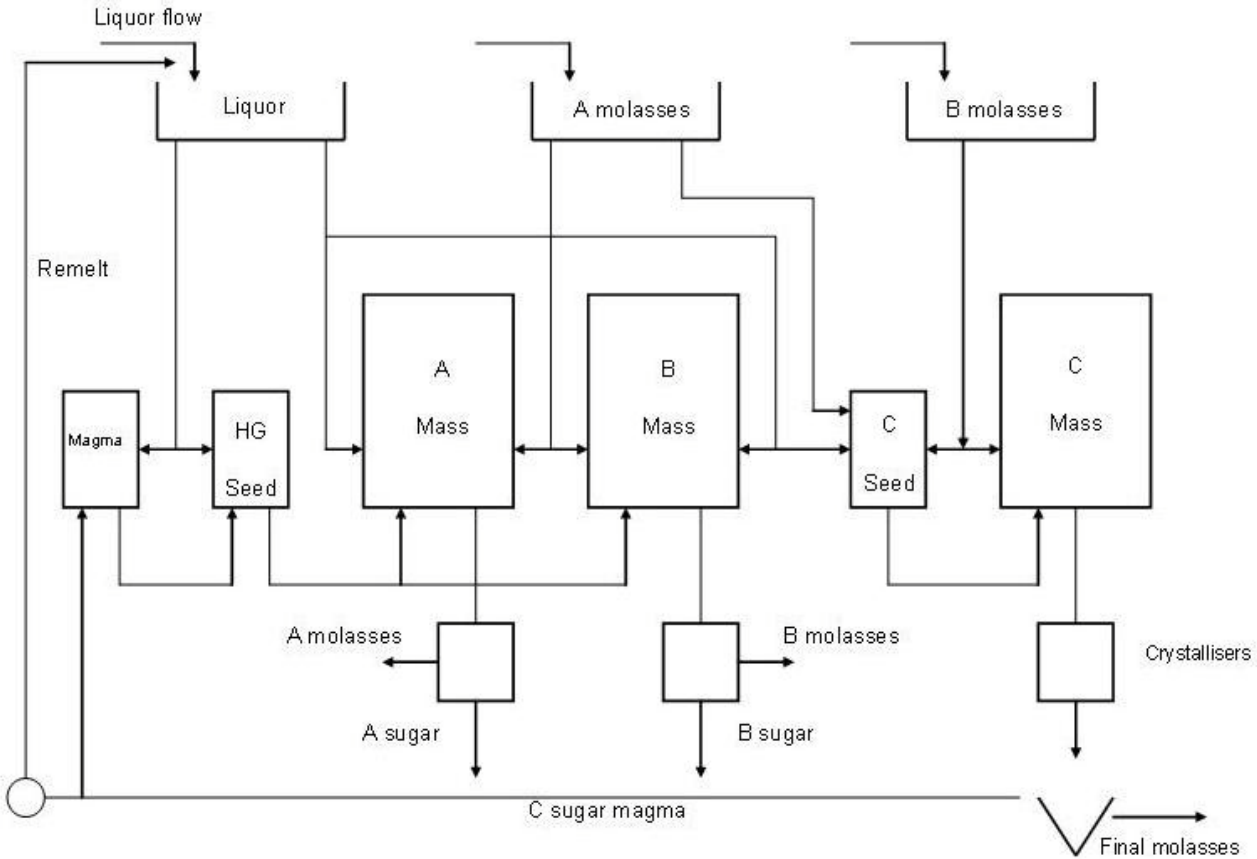 Liquor flow
Liquor
A molasses
B molasses
Remelt
A
Mass
B
Mass
C
Mass
Magma
HG
Seed
C
Seed
A molasses
B molasses
Crystallisers
A sugar
B sugar
C sugar magma
Final molasses